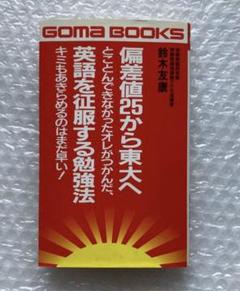 GOMA BOOKS
鈴木友康
偏差値25から東大へ
とことんできなかったオレがつかんだ、
英語を征服する勉強法
キミもあきらめるのはまだ早い!